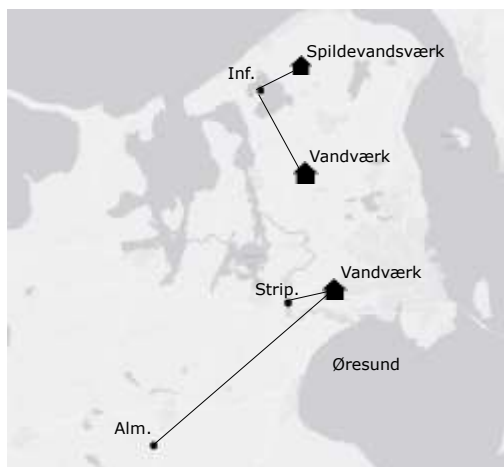 Spildevandsværk
Inf.
Vandværk
Vandværk
Strip.
Øresund
Alm.